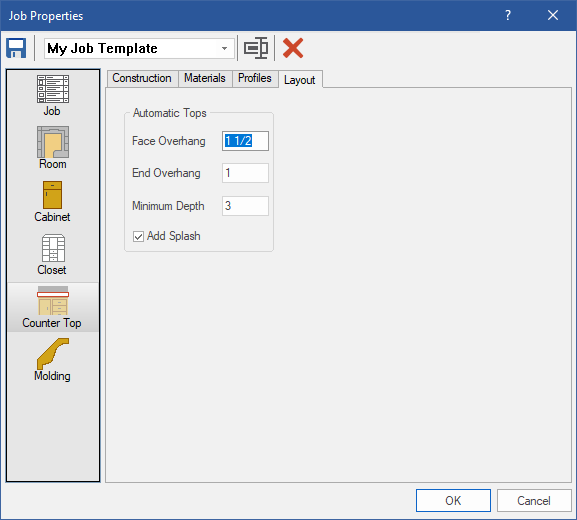 Job Properties
?
My Job Template
Job
Room
Cabinet
Closet
Counter Top
Molding
Construction Materials Profiles Layout
Automatic Tops
Face Overhang 1 1/2
End Overhang 1
Minimum Depth 3
Add Splash
OK Cancel